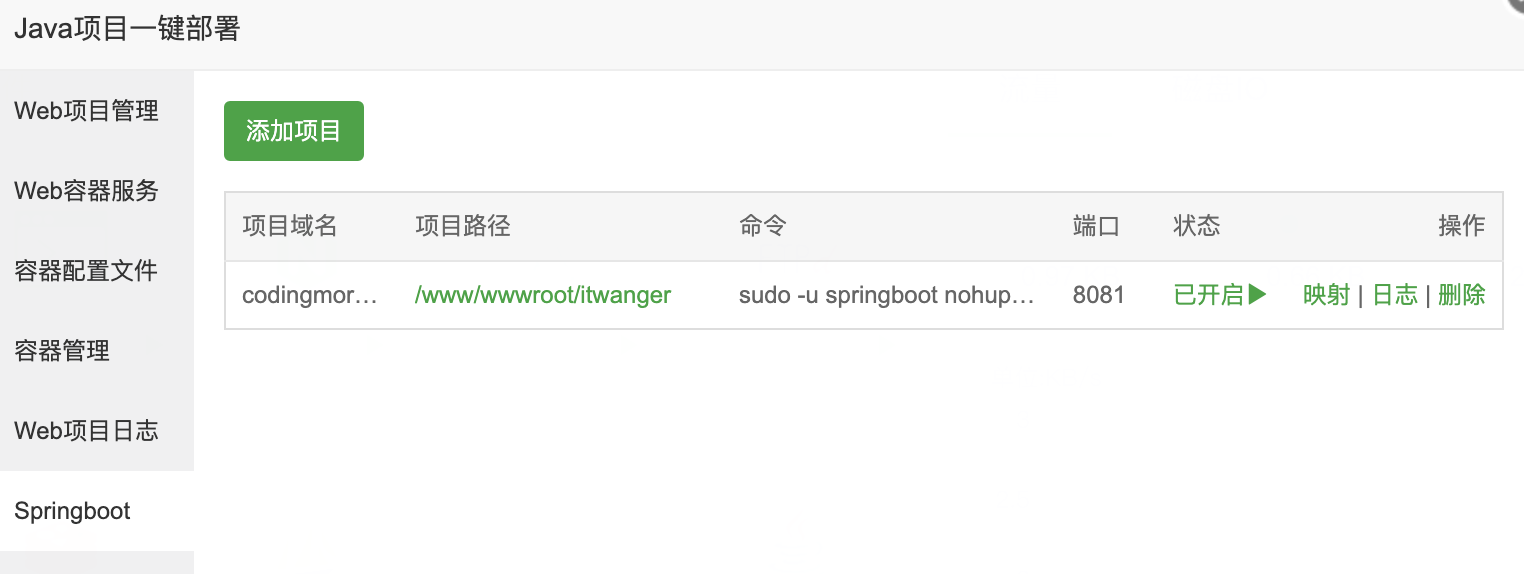 Java项目一键部署
Web项目管理
Web容器服务
容器配置文件
容器管理
Web项目日志
Springboot
添加项目
项目域名 项目路径 命令 端口 状态 操作
codingmor… /www/wwwroot/itwanger sudo -u springboot nohup… 8081 已开启 映射 | 日志 | 删除